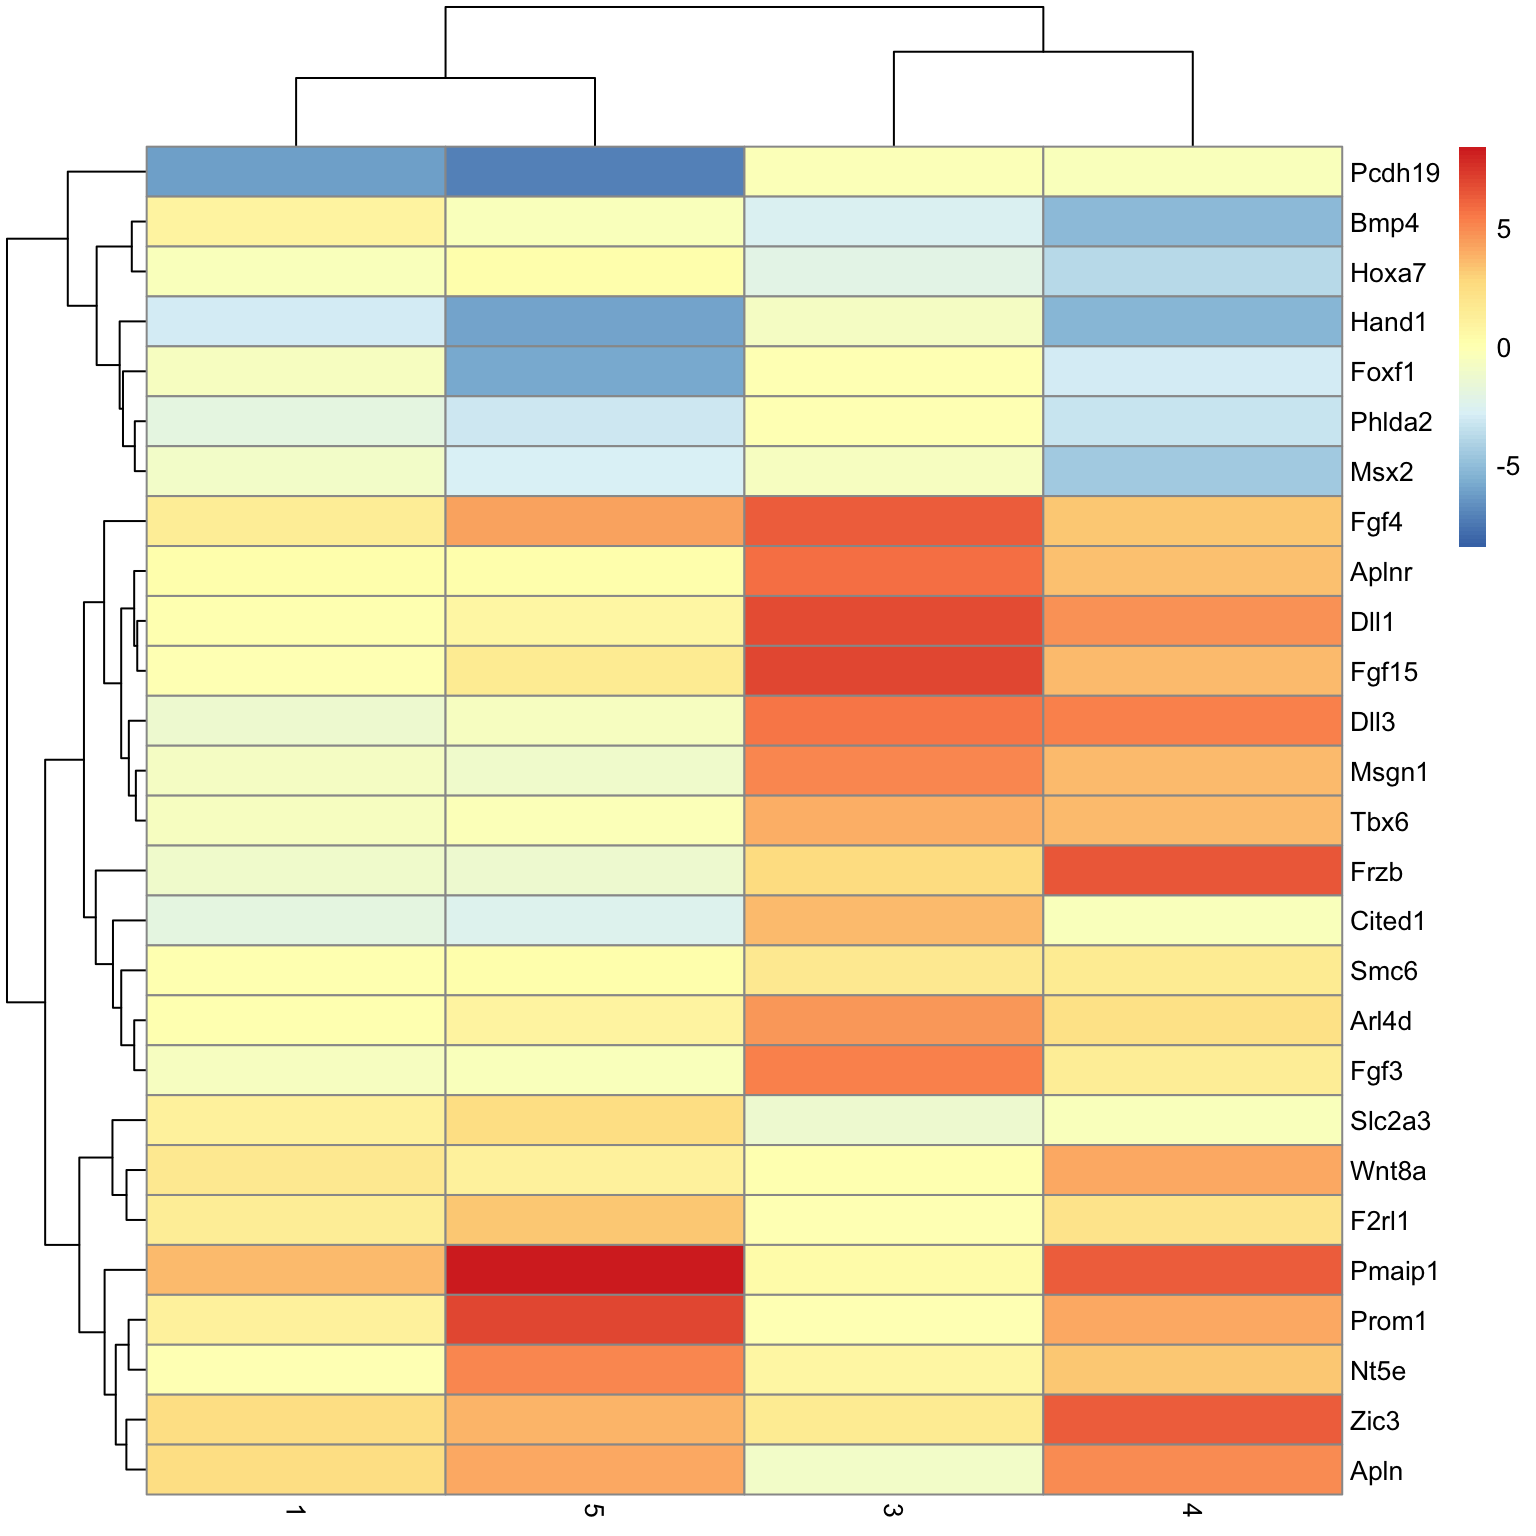 Pcdh19
Bmp4
Hoxa7
Hand1
Foxf1
Phlda2
Msx2
Fgf4
Aplnr
Dll1
Fgf15
Dll3
Msgn1
Tbx6
Frzb
Cited1
Smc6
Arl4d
Fgf3
Slc2a3
Wnt8a
F2rl1
Pmaip1
Prom1
Nt5e
Zic3
Apln
5
0
-5
1 5 3 4